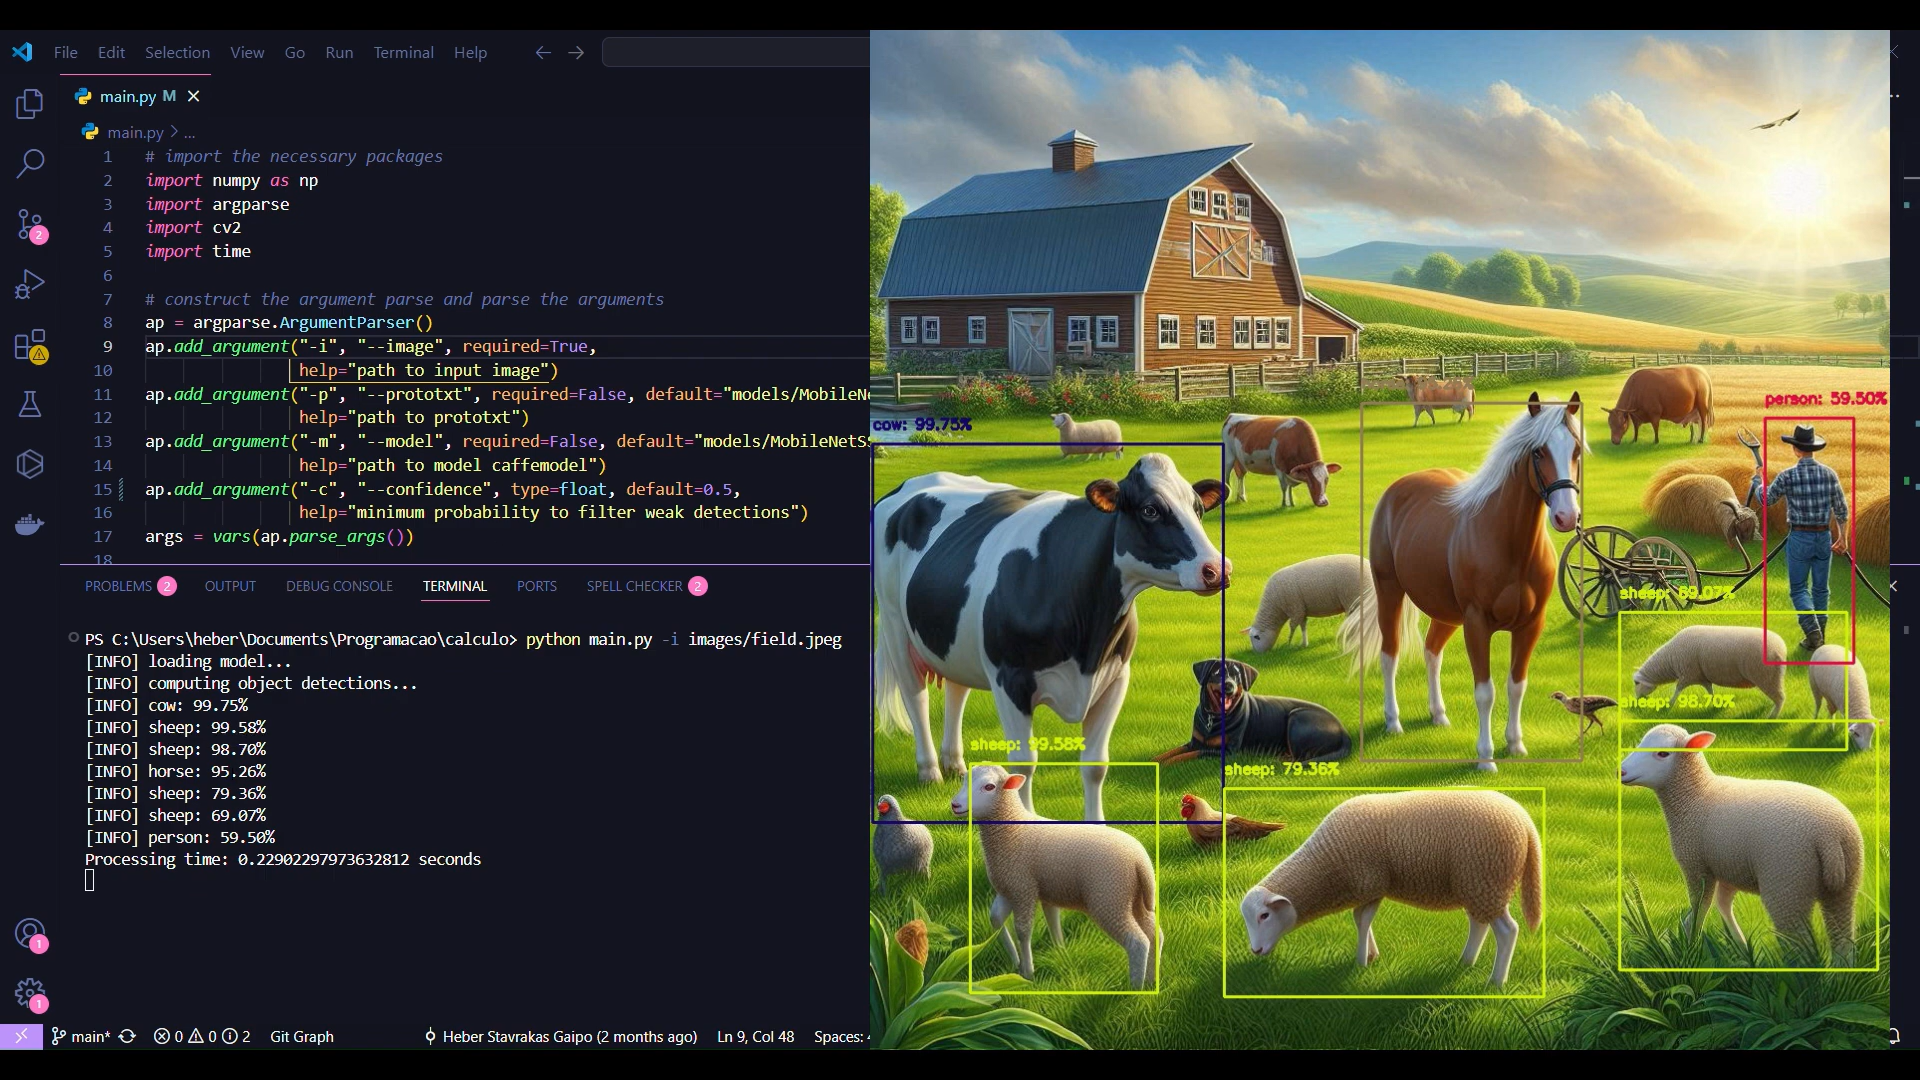 File Edit Selection View Go Run Terminal Help
main.py M
main.py > ...
1 # import the necessary packages
2 import numpy as np
3 import argparse
4 import cv2
5 import time
6
7 # construct the argument parse and parse the arguments
8 ap = argparse.ArgumentParser()
9 ap.add_argument("-i", "--image", required=True,
10 help="path to input image")
11 ap.add_argument("-p", "--prototxt", required=False, default="models/MobileNe
12 help="path to prototxt")
13 ap.add_argument("-m", "--model", required=False, default="models/MobileNetS
14 help="path to model caffemodel")
15 ap.add_argument("-c", "--confidence", type=float, default=0.5,
16 help="minimum probability to filter weak detections")
17 args = vars(ap.parse_args())
18
PROBLEMS 2 OUTPUT DEBUG CONSOLE TERMINAL PORTS SPELL CHECKER 2
PS C:\Users\heber\Documents\Programacao\calculo> python main.py -i images/field.jpeg
[INFO] loading model...
[INFO] computing object detections...
[INFO] cow: 99.75%
[INFO] sheep: 99.58%
[INFO] sheep: 98.70%
[INFO] horse: 95.26%
[INFO] sheep: 79.36%
[INFO] sheep: 69.07%
[INFO] person: 59.50%
Processing time: 0.22902297973632812 seconds
main* 0 0 2 Git Graph Heber Stavrakas Gaipo (2 months ago) Ln 9, Col 48 Spaces:
2
1
1
person: 59.50%
cow: 99.75%
sheep: 69.07%
sheep: 98.70%
sheep: 99.58%
sheep: 79.36%